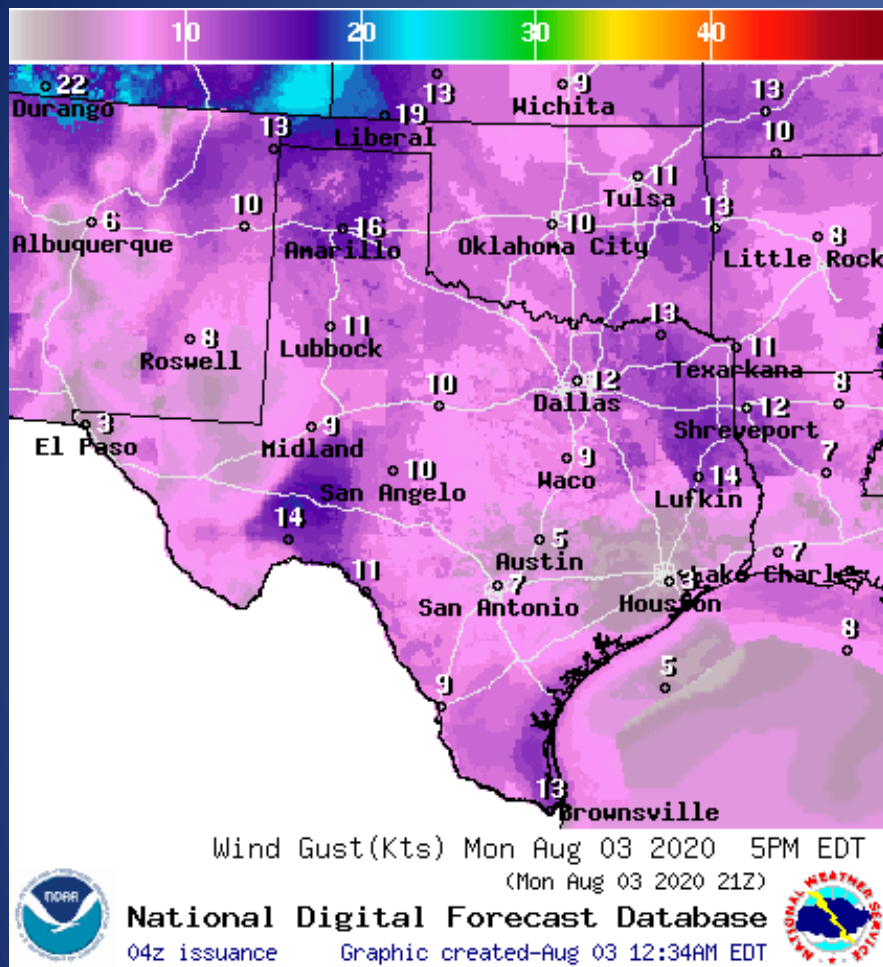 10 20 30 40
22 Durango
13
9 Wichita
13
19 Liberal
13
10
11 Tulsa
6 Albuquerque
10
16 Amarillo
10 Oklahoma City
13
8 Little Rock
8 Roswell
11 Lubbock
13
11 Texarkana
12 Dallas
10
12 Shreveport
8
3 El Paso
9 Midland
10 San Angelo
9 Waco
14 Lufkin
7
14
5 Austin
7 Lake Charles
11
7 San Antonio
3 Houston
8
5
9
13 Brownsville
Wind Gust(Kts) Mon Aug 03 2020 5PM EDT
(Mon Aug 03 2020 21Z)
NOAA
National Digital Forecast Database
NATIONAL WEATHER SERVICE
04z issuance Graphic created-Aug 03 12:34AM EDT